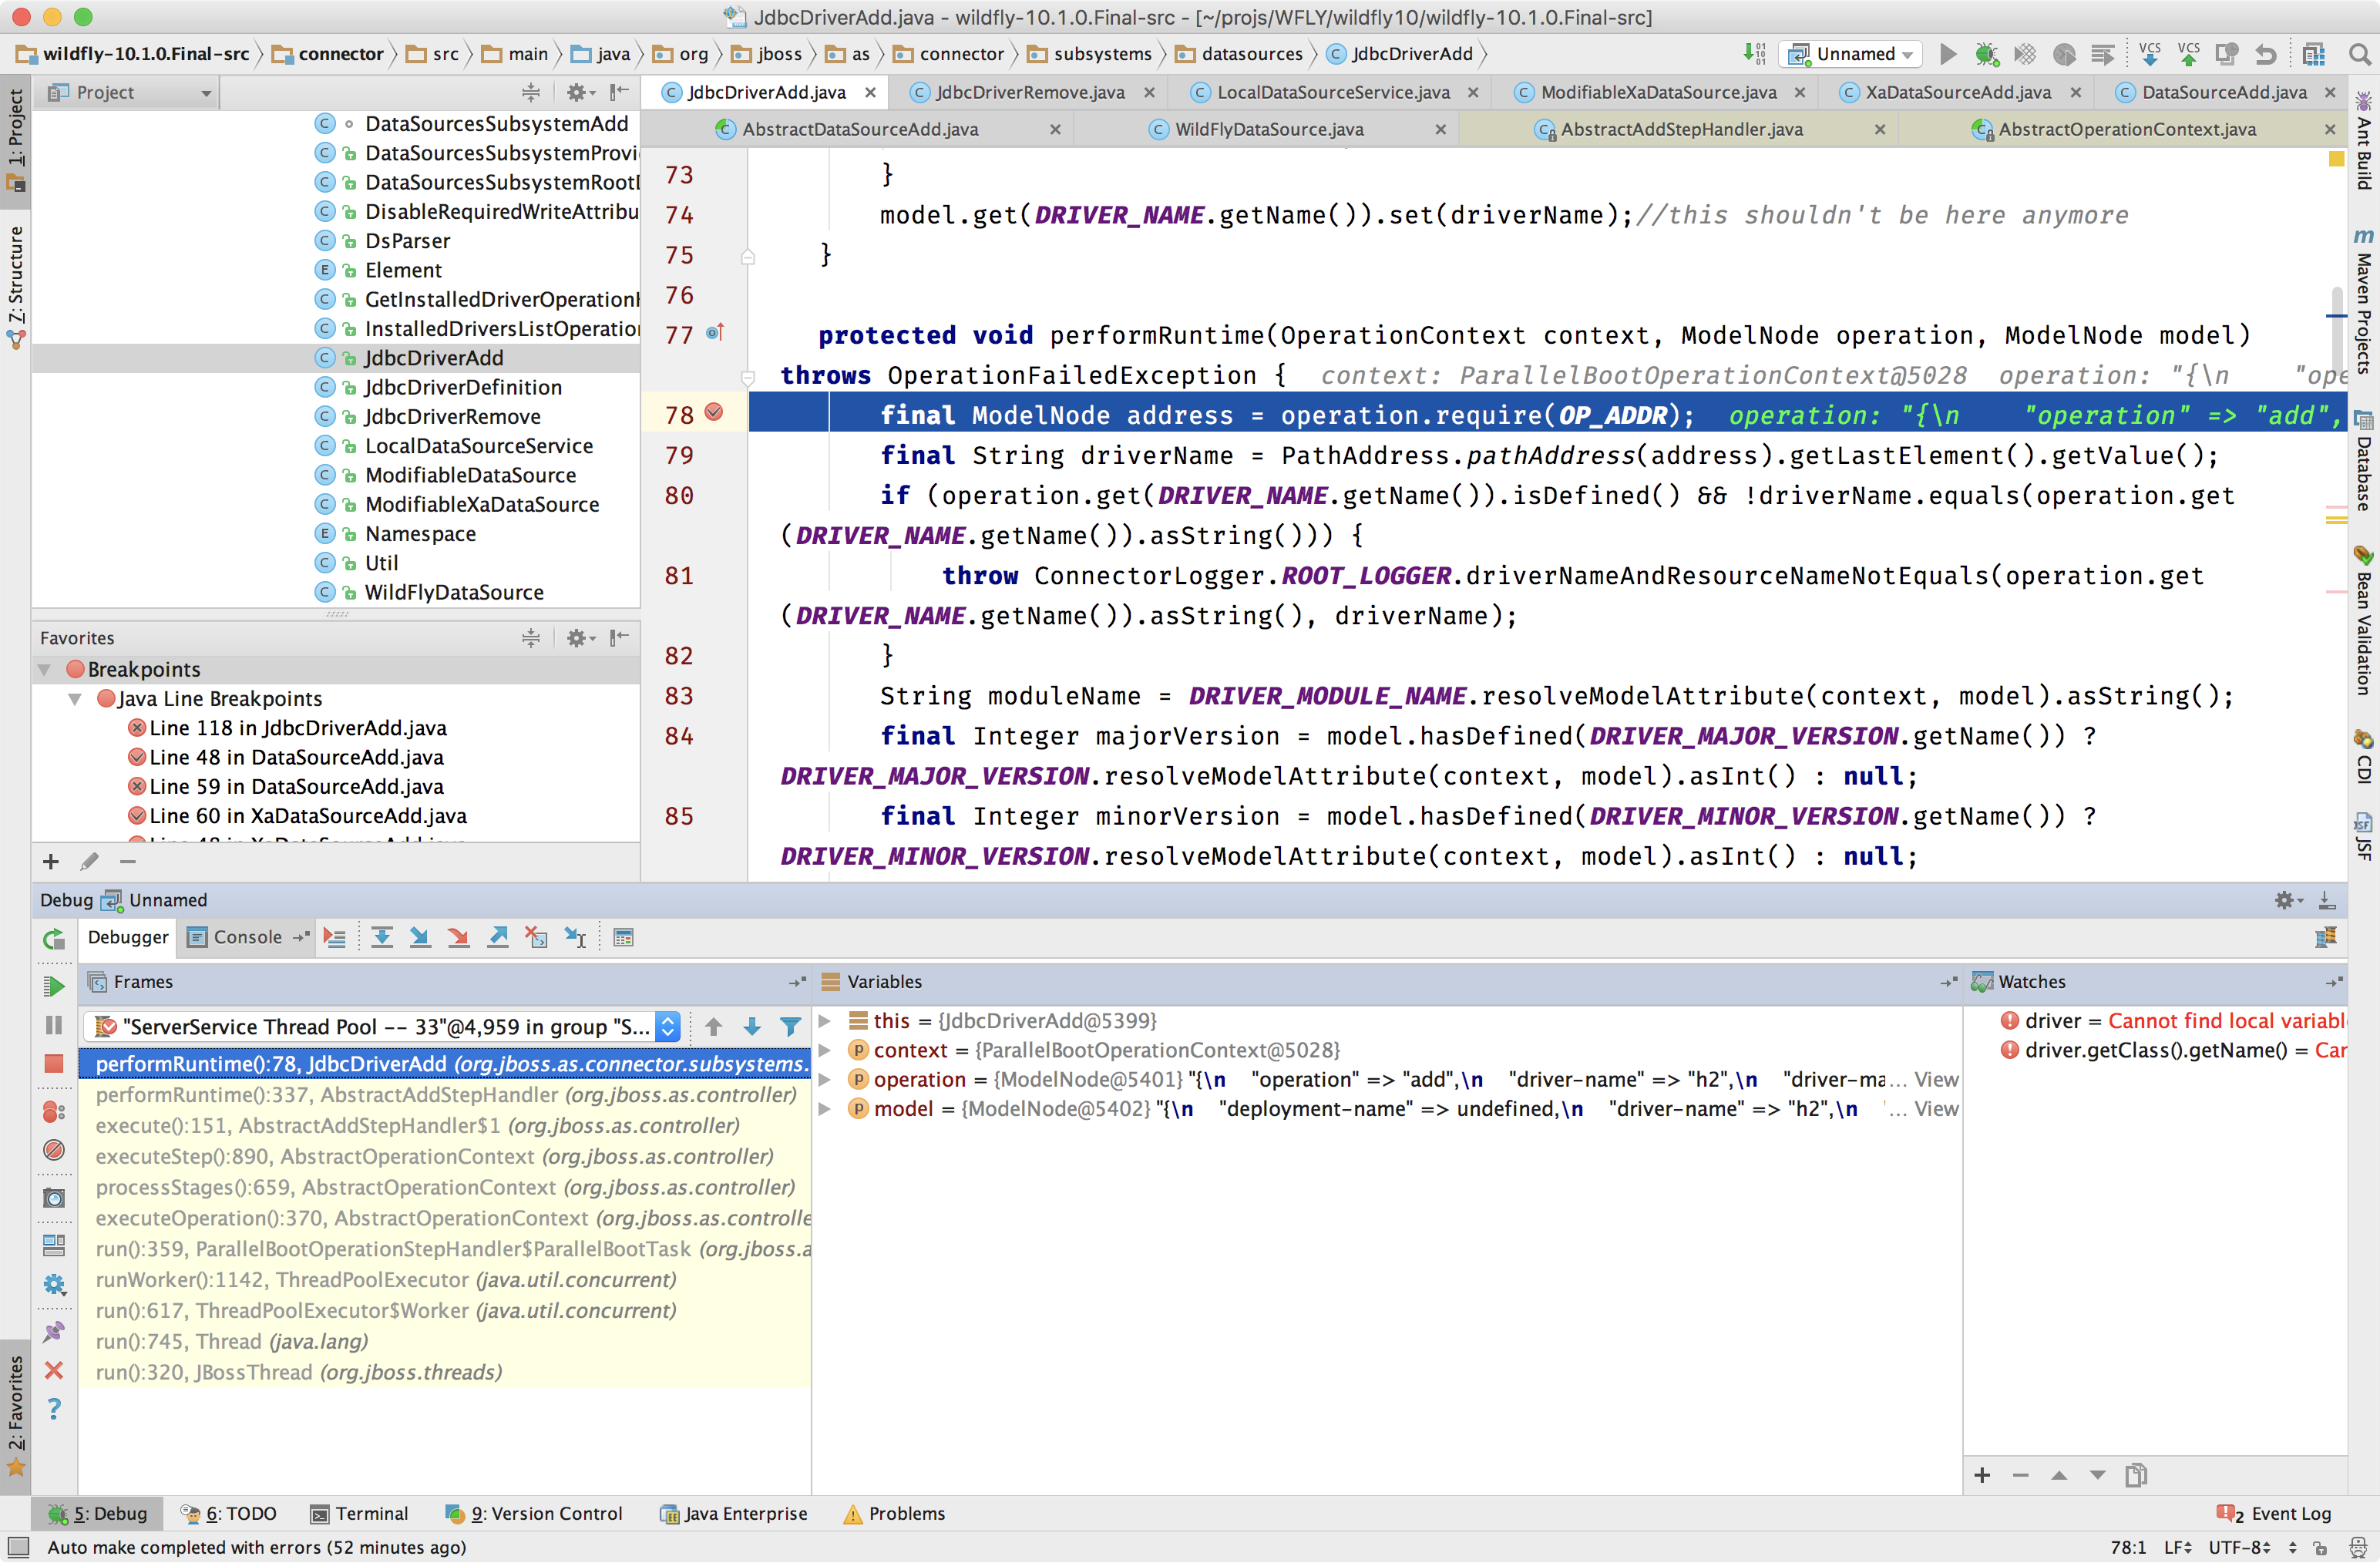 JdbcDriverAdd.java - wildfly-10.1.0.Final-src - [~/projs/WFLY/wildfly10/wildfly-10.1.0.Final-src]
wildfly-10.1.0.Final-src connector src main java org jboss as connector subsystems datasources JdbcDriverAdd
Unnamed
VCS VCS
1: Project
Z: Structure
2: Favorites
Project
DataSourcesSubsystemAdd
DataSourcesSubsystemProvi
DataSourcesSubsystemRootD
DisableRequiredWriteAttribu
DsParser
Element
GetInstalledDriverOperationH
InstalledDriversListOperation
JdbcDriverAdd
JdbcDriverDefinition
JdbcDriverRemove
LocalDataSourceService
ModifiableDataSource
ModifiableXaDataSource
Namespace
Util
WildFlyDataSource
Favorites
Breakpoints
Java Line Breakpoints
Line 118 in JdbcDriverAdd.java
Line 48 in DataSourceAdd.java
Line 59 in DataSourceAdd.java
Line 60 in XaDataSourceAdd.java
JdbcDriverAdd.java JdbcDriverRemove.java LocalDataSourceService.java ModifiableXaDataSource.java XaDataSourceAdd.java DataSourceAdd.java
AbstractDataSourceAdd.java WildFlyDataSource.java AbstractAddStepHandler.java AbstractOperationContext.java
73 }
74 model.get(DRIVER_NAME.getName()).set(driverName);//this shouldn't be here anymore
75 }
76
77 protected void performRuntime(OperationContext context, ModelNode operation, ModelNode model)
throws OperationFailedException { context: ParallelBootOperationContext@5028 operation: "{\n "ope
78 final ModelNode address = operation.require(OP_ADDR); operation: "{\n "operation" => "add",
79 final String driverName = PathAddress.pathAddress(address).getLastElement().getValue();
80 if (operation.get(DRIVER_NAME.getName()).isDefined() && !driverName.equals(operation.get
(DRIVER_NAME.getName()).asString())) {
81 throw ConnectorLogger.ROOT_LOGGER.driverNameAndResourceNameNotEquals(operation.get
(DRIVER_NAME.getName()).asString(), driverName);
82 }
83 String moduleName = DRIVER_MODULE_NAME.resolveModelAttribute(context, model).asString();
84 final Integer majorVersion = model.hasDefined(DRIVER_MAJOR_VERSION.getName()) ?
DRIVER_MAJOR_VERSION.resolveModelAttribute(context, model).asInt() : null;
85 final Integer minorVersion = model.hasDefined(DRIVER_MINOR_VERSION.getName()) ?
DRIVER_MINOR_VERSION.resolveModelAttribute(context, model).asInt() : null;
Ant Build
Maven Projects
Database
Bean Validation
CDI
JSF
Debug Unnamed
Debugger Console
Frames
"ServerService Thread Pool -- 33"@4,959 in group "S...
performRuntime():78, JdbcDriverAdd (org.jboss.as.connector.subsystems.
performRuntime():337, AbstractAddStepHandler (org.jboss.as.controller)
execute():151, AbstractAddStepHandler$1 (org.jboss.as.controller)
executeStep():890, AbstractOperationContext (org.jboss.as.controller)
processStages():659, AbstractOperationContext (org.jboss.as.controller)
executeOperation():370, AbstractOperationContext (org.jboss.as.controlle
run():359, ParallelBootOperationStepHandler$ParallelBootTask (org.jboss.a
runWorker():1142, ThreadPoolExecutor (java.util.concurrent)
run():617, ThreadPoolExecutor$Worker (java.util.concurrent)
run():745, Thread (java.lang)
run():320, JBossThread (org.jboss.threads)
Variables
this = {JdbcDriverAdd@5399}
context = {ParallelBootOperationContext@5028}
operation = {ModelNode@5401} "{\n "operation" => "add",\n "driver-name" => "h2",\n "driver-ma... View
model = {ModelNode@5402} "{\n "deployment-name" => undefined,\n "driver-name" => "h2",\n "... View
Watches
driver = Cannot find local variabl
driver.getClass().getName() = Car
5: Debug 6: TODO Terminal 9: Version Control Java Enterprise Problems 2 Event Log
Auto make completed with errors (52 minutes ago) 78:1 LF UTF-8